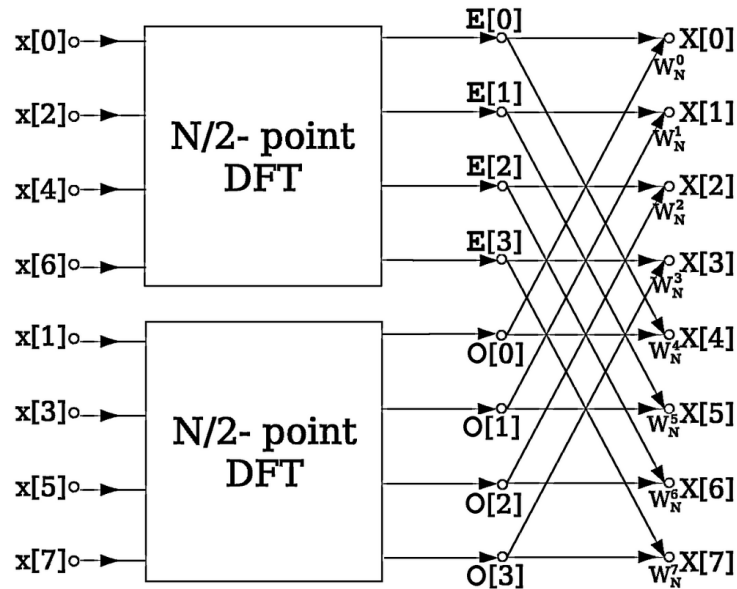 x[0]
x[2]
x[4]
x[6]
x[1]
x[3]
x[5]
x[7]
N/2- point
DFT
N/2- point
DFT
E[0]
E[1]
E[2]
E[3]
O[0]
O[1]
O[2]
O[3]
W_N^0 X[0]
W_N^1 X[1]
W_N^2 X[2]
W_N^3 X[3]
W_N^4 X[4]
W_N^5 X[5]
W_N^6 X[6]
W_N^7 X[7]